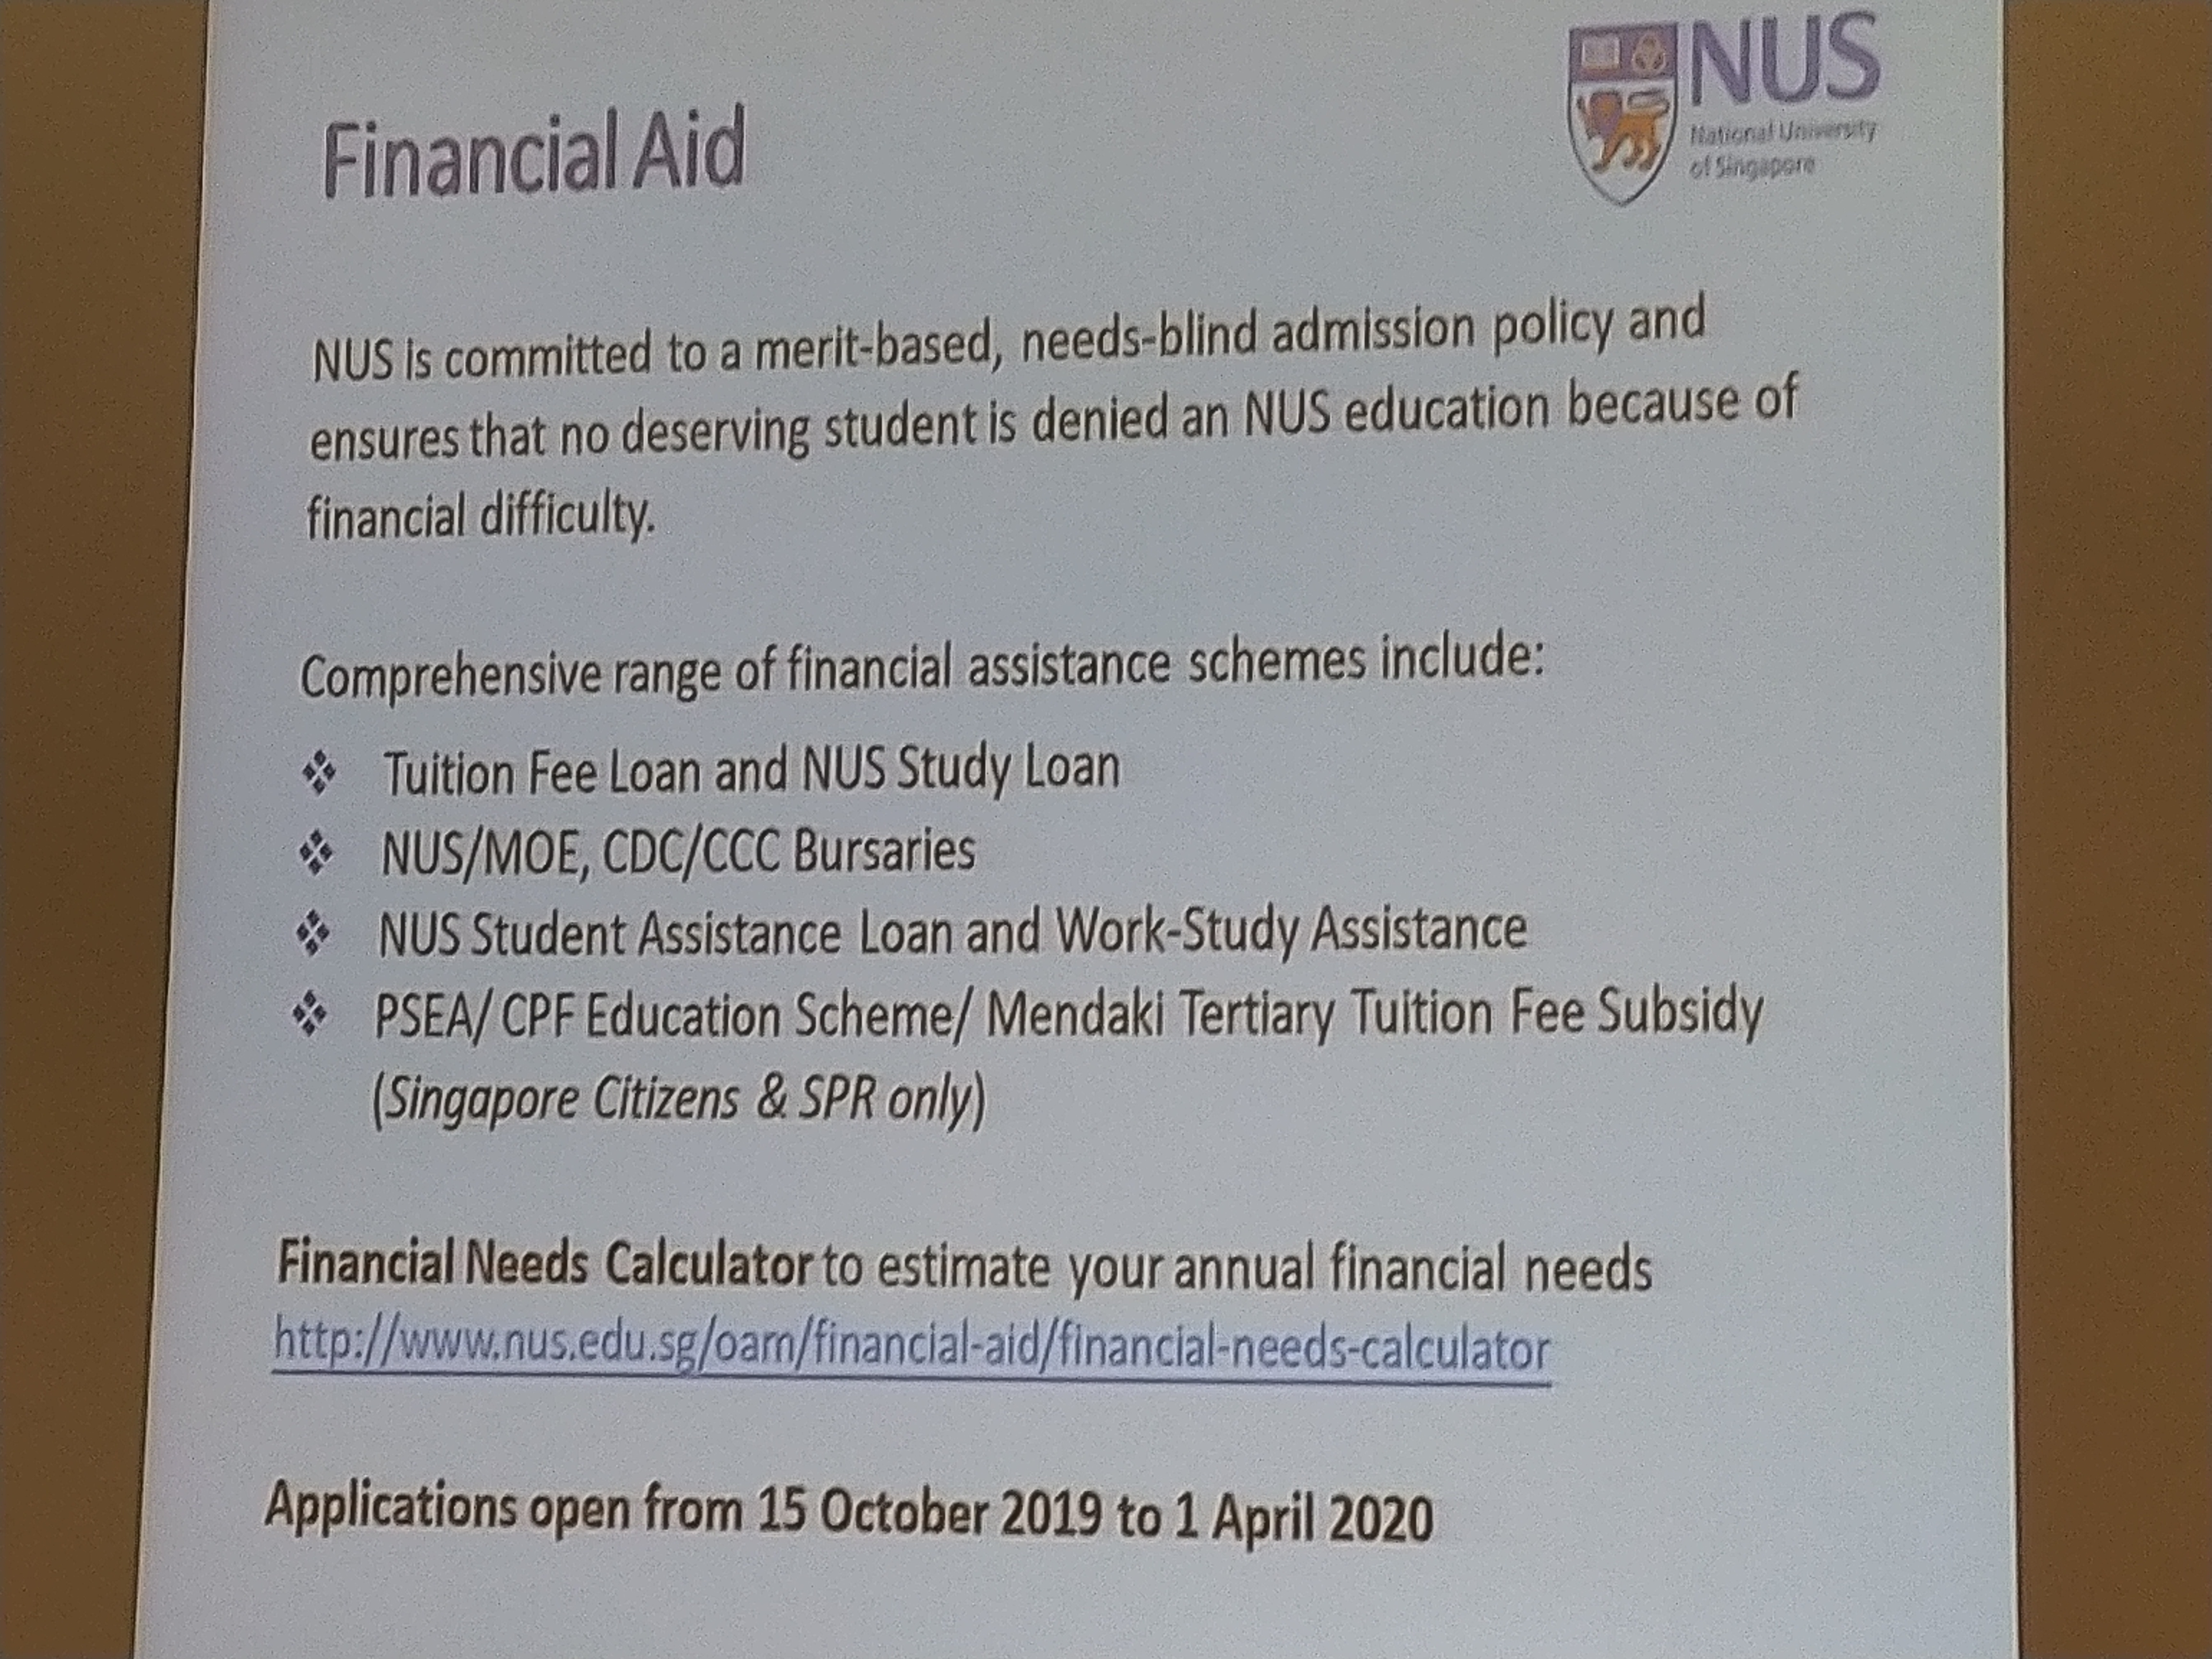 NUS
National University
of Singapore
Financial Aid
NUS is committed to a merit-based, needs-blind admission policy and
ensures that no deserving student is denied an NUS education because of
financial difficulty.
Comprehensive range of financial assistance schemes include:
❖ Tuition Fee Loan and NUS Study Loan
❖ NUS/MOE, CDC/CCC Bursaries
❖ NUS Student Assistance Loan and Work-Study Assistance
❖ PSEA/ CPF Education Scheme/ Mendaki Tertiary Tuition Fee Subsidy
(Singapore Citizens & SPR only)
Financial Needs Calculator to estimate your annual financial needs
http://www.nus.edu.sg/oam/financial-aid/financial-needs-calculator
Applications open from 15 October 2019 to 1 April 2020